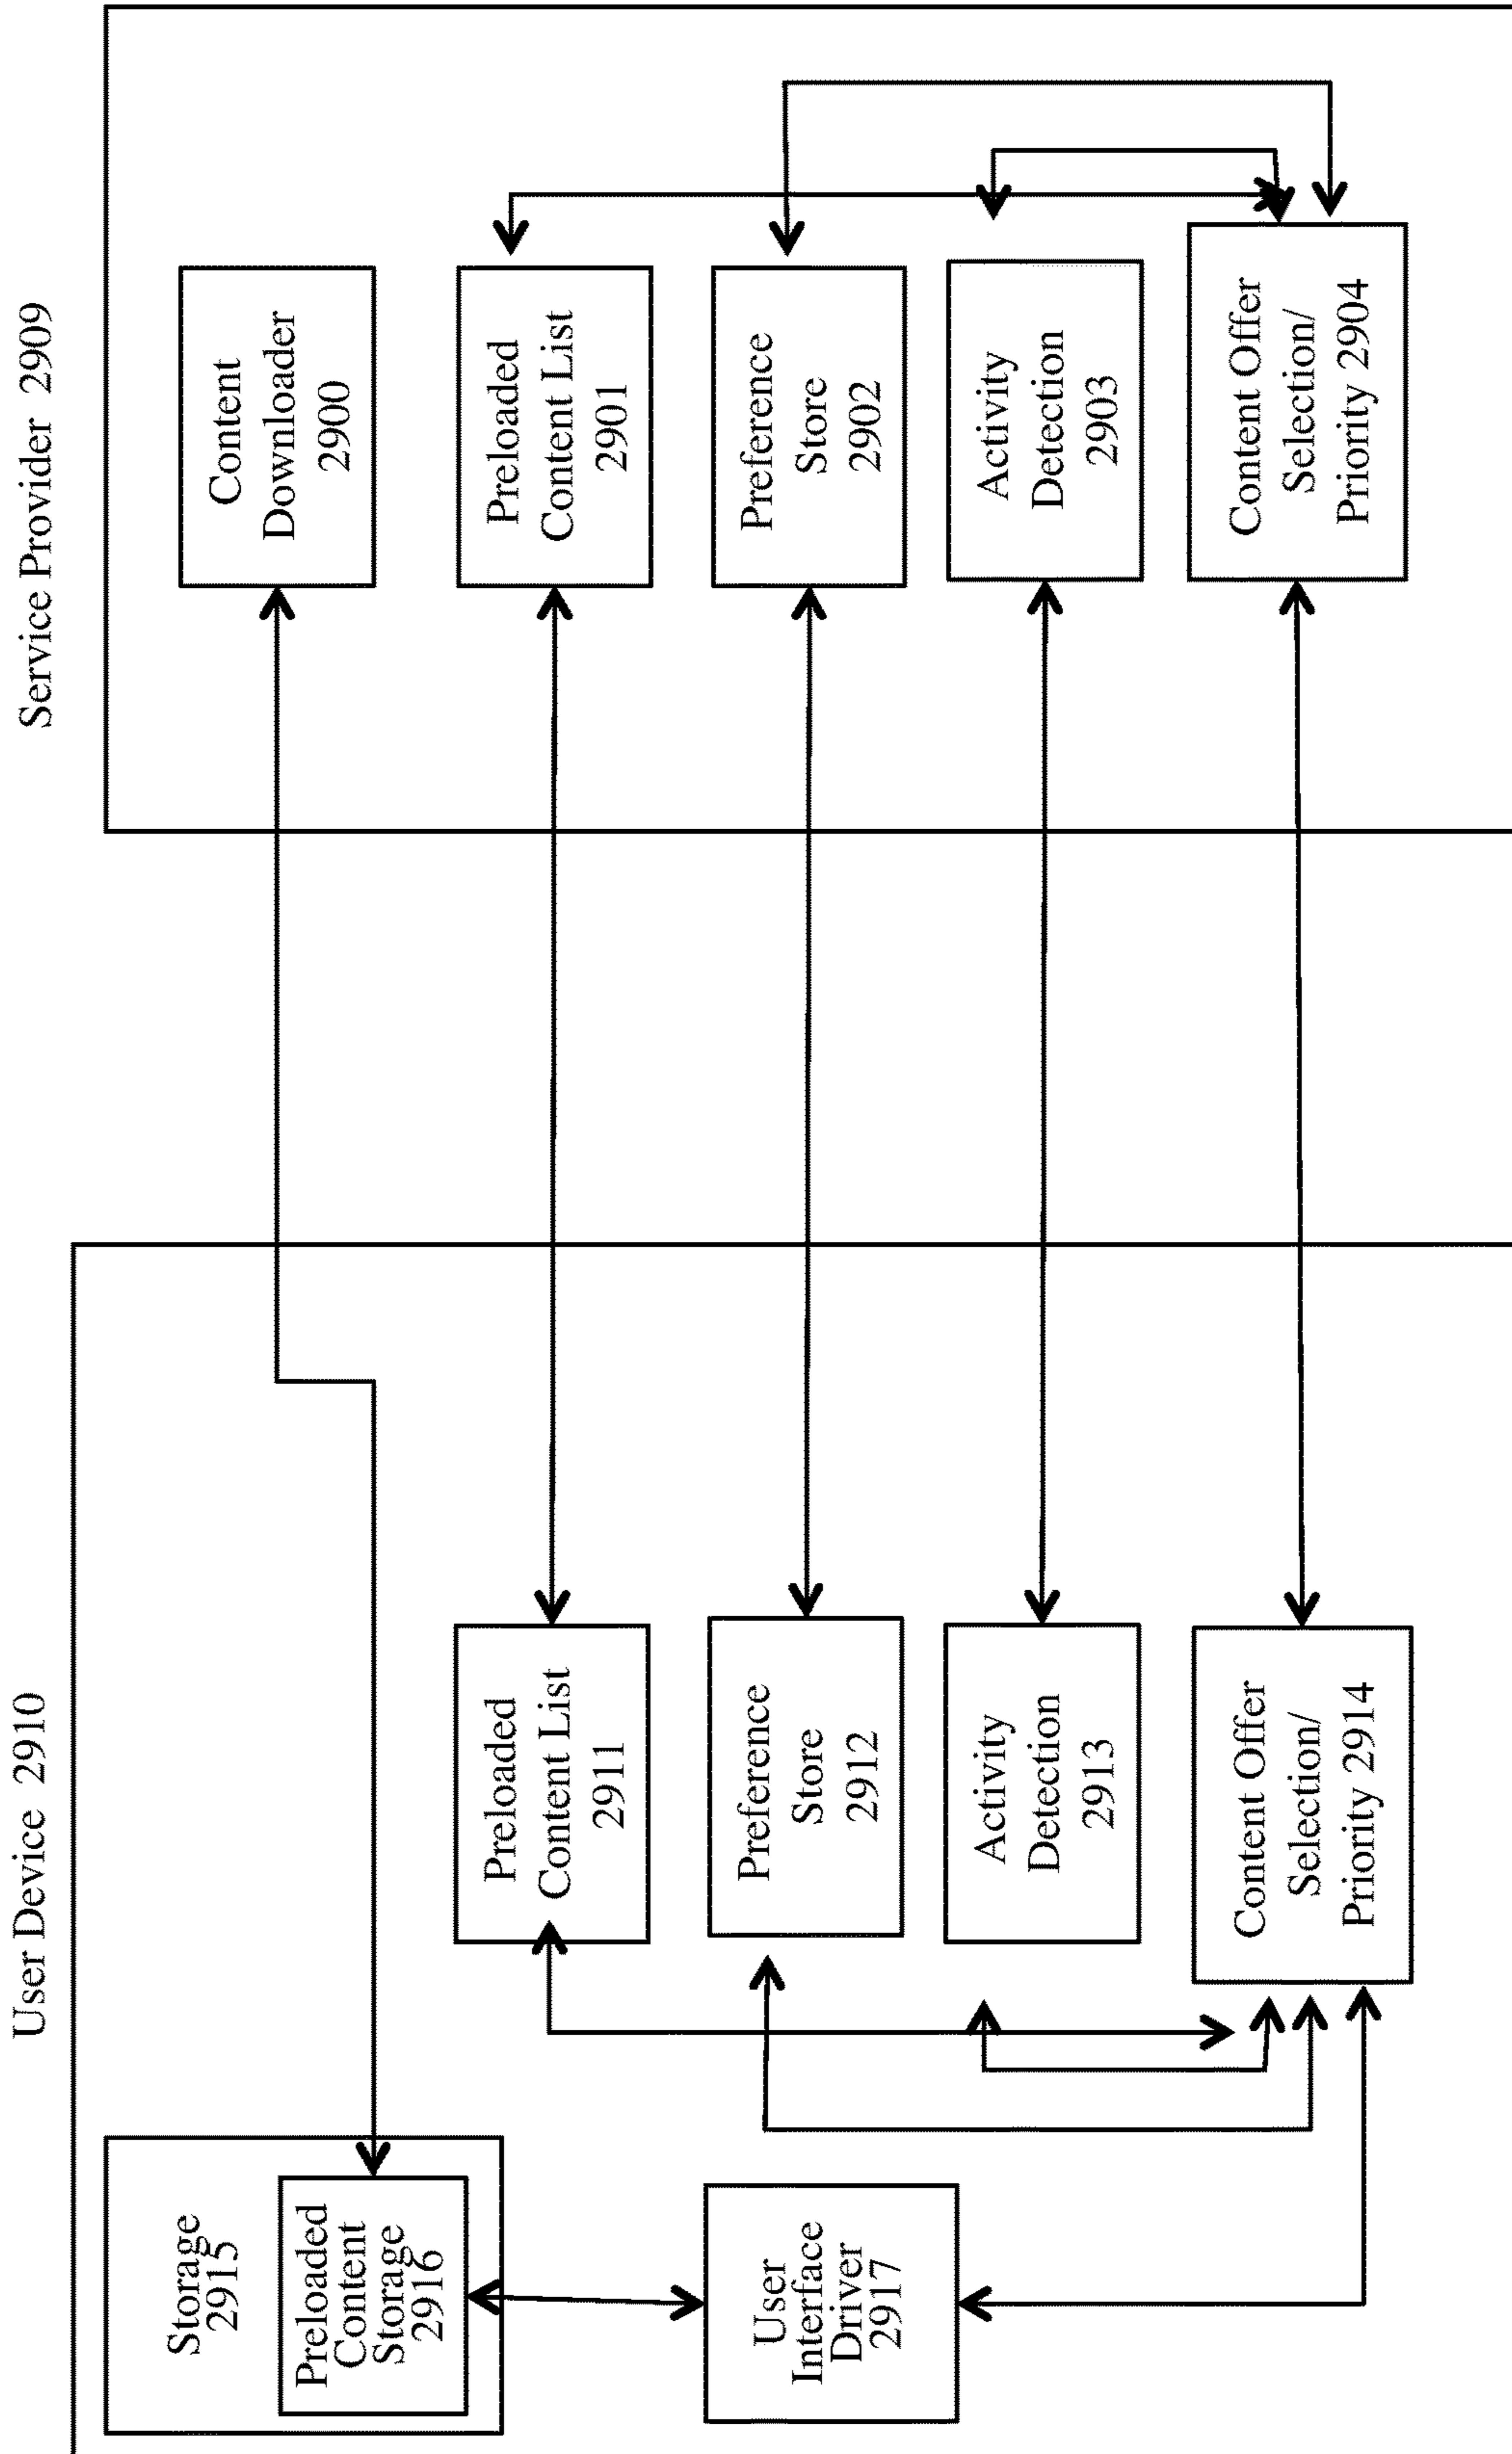 User Device 2910
Storage
2915
Preloaded
Content
Storage
2916
User
Interface
Driver
2917
Preloaded
Content List
2911
Preference
Store
2912
Activity
Detection
2913
Content Offer
Selection/
Priority 2914
Service Provider 2909
Content
Downloader
2900
Preloaded
Content List
2901
Preference
Store
2902
Activity
Detection
2903
Content Offer
Selection/
Priority 2904